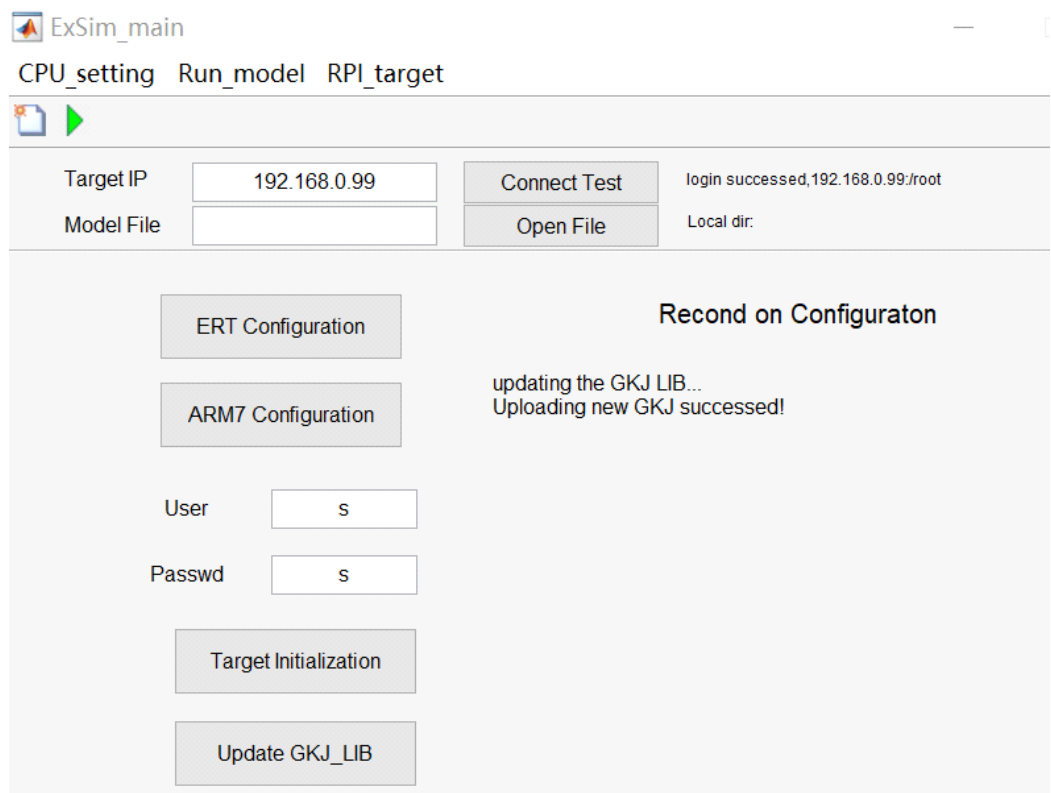 ExSim_main
CPU_setting Run_model RPI_target
Target IP 192.168.0.99 Connect Test login successed,192.168.0.99:/root
Model File Open File Local dir:
ERT Configuration
Recond on Configuraton
updating the GKJ LIB...
Uploading new GKJ successed!
ARM7 Configuration
User s
Passwd s
Target Initialization
Update GKJ_LIB